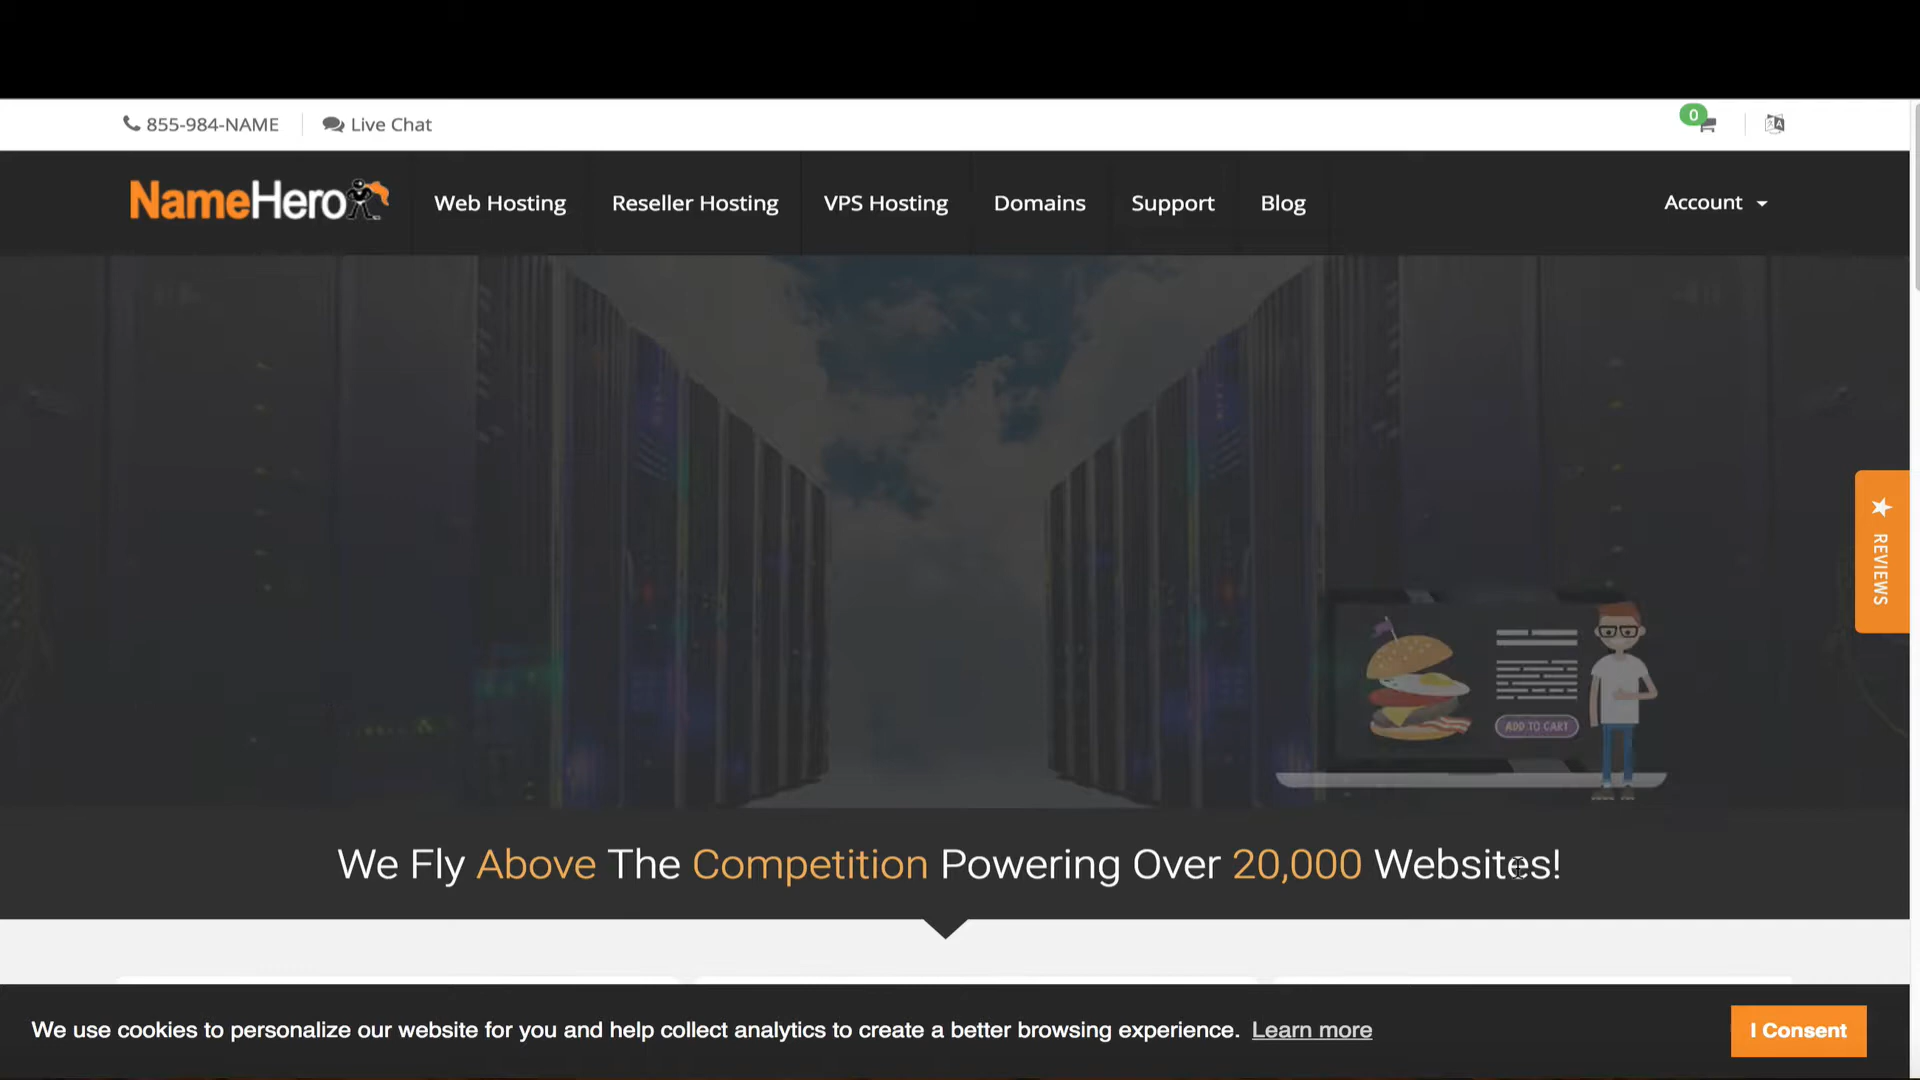 855-984-NAME
Live Chat
0
NameHero
Web Hosting
Reseller Hosting
VPS Hosting
Domains
Support
Blog
Account
REVIEWS
ADD TO CART
We Fly Above The Competition Powering Over 20,000 Websites!
We use cookies to personalize our website for you and help collect analytics to create a better browsing experience. Learn more
I Consent